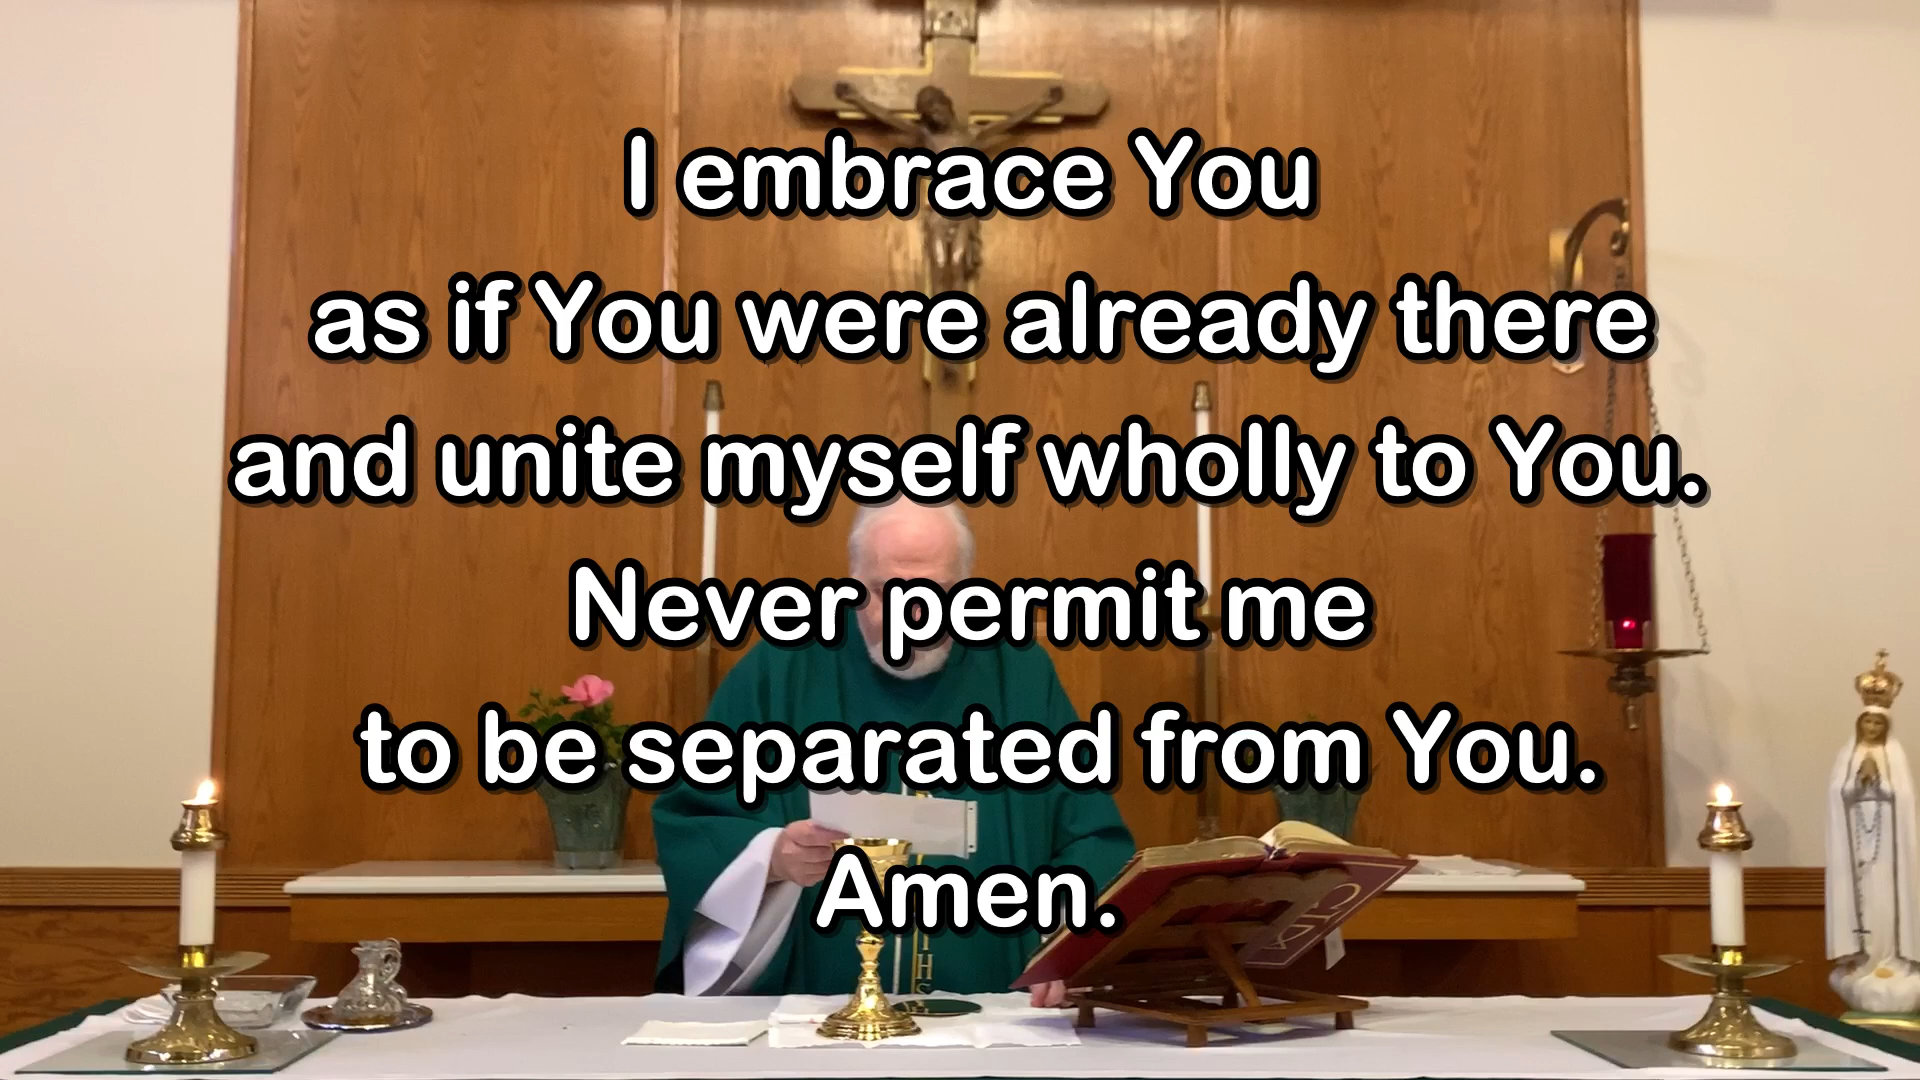 I embrace You
as if You were already there
and unite myself wholly to You.
Never permit me
to be separated from You.
Amen.
IHS